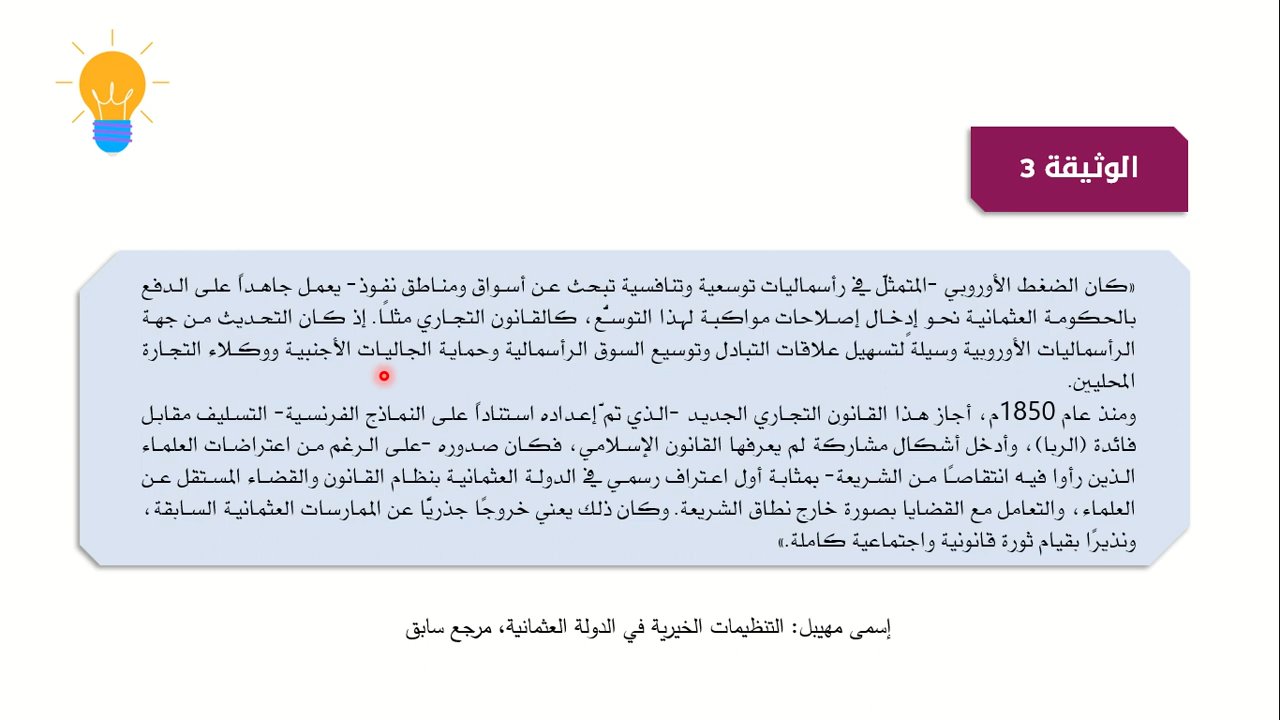 الوثيقة 3
«كان الضغط الأوروبي -المتمثّل في رأسماليات توسعية وتنافسية تبحث عن أسواق ومناطق نفوذ- يعمل جاهداً على الدفع
بالحكومة العثمانية نحو إدخال إصلاحات مواكبة لهذا التوسّع، كالقانون التجاري مثلًا. إذ كان التحديث من جهة
الرأسماليات الأوروبية وسيلةً لتسهيل علاقات التبادل وتوسيع السوق الرأسمالية وحماية الجاليات الأجنبية ووكلاء التجارة
المحليين.
ومنذ عام 1850م، أجاز هذا القانون التجاري الجديد -الذي تمّ إعداده استناداً على النماذج الفرنسية- التسليف مقابل
فائدة (الربا)، وأدخل أشكال مشاركة لم يعرفها القانون الإسلامي، فكان صدوره -على الرغم من اعتراضات العلماء
الذين رأوا فيه انتقاصًا من الشريعة- بمثابة أول اعتراف رسمي في الدولة العثمانية بنظام القانون والقضاء المستقل عن
العلماء، والتعامل مع القضايا بصورة خارج نطاق الشريعة. وكان ذلك يعني خروجًا جذريًّا عن الممارسات العثمانية السابقة،
ونذيرًا بقيام ثورة قانونية واجتماعية كاملة.»
إسمى مهيبل: التنظيمات الخيرية في الدولة العثمانية، مرجع سابق